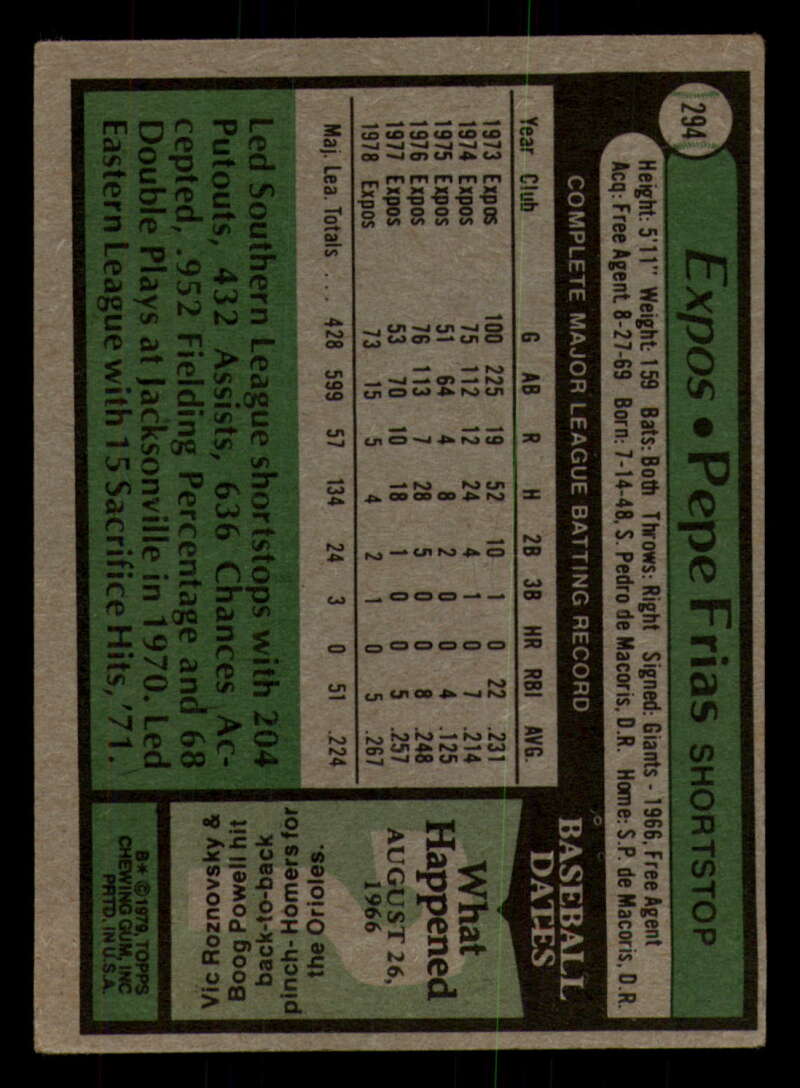 294
Expos • Pepe Frias SHORTSTOP
Height: 5'11" Weight: 159 Bats: Both Throws: Right Signed: Giants - 1966, Free Agent
Acq: Free Agent, 8-27-69 Born: 7-14-48, S. Pedro de Macoris, D.R. Home: S.P. de Macoris, D.R.
COMPLETE MAJOR LEAGUE BATTING RECORD
Year Club G AB R H 2B 3B HR RBI AVG.
1973 Expos 100 225 19 52 10 1 0 22 .231
1974 Expos 75 112 12 24 4 1 0 7 .214
1975 Expos 51 64 4 8 2 0 0 4 .125
1976 Expos 76 113 7 28 5 0 0 8 .248
1977 Expos 53 70 10 18 1 0 0 5 .257
1978 Expos 73 15 5 4 2 1 0 5 .267
Maj. Lea. Totals ... 428 599 57 134 24 3 0 51 .224
Led Southern League shortstops with 204
Putouts, 432 Assists, 636 Chances Ac-
cepted, .952 Fielding Percentage and 68
Double Plays at Jacksonville in 1970. Led
Eastern League with 15 Sacrifice Hits, '71.
BASEBALL
DATES
What
Happened
AUGUST 26,
1966
Vic Roznovsky &
Boog Powell hit
back-to-back
pinch-Homers for
the Orioles.
B* © 1979, TOPPS
CHEWING GUM, INC
PRTD. IN U.S.A.